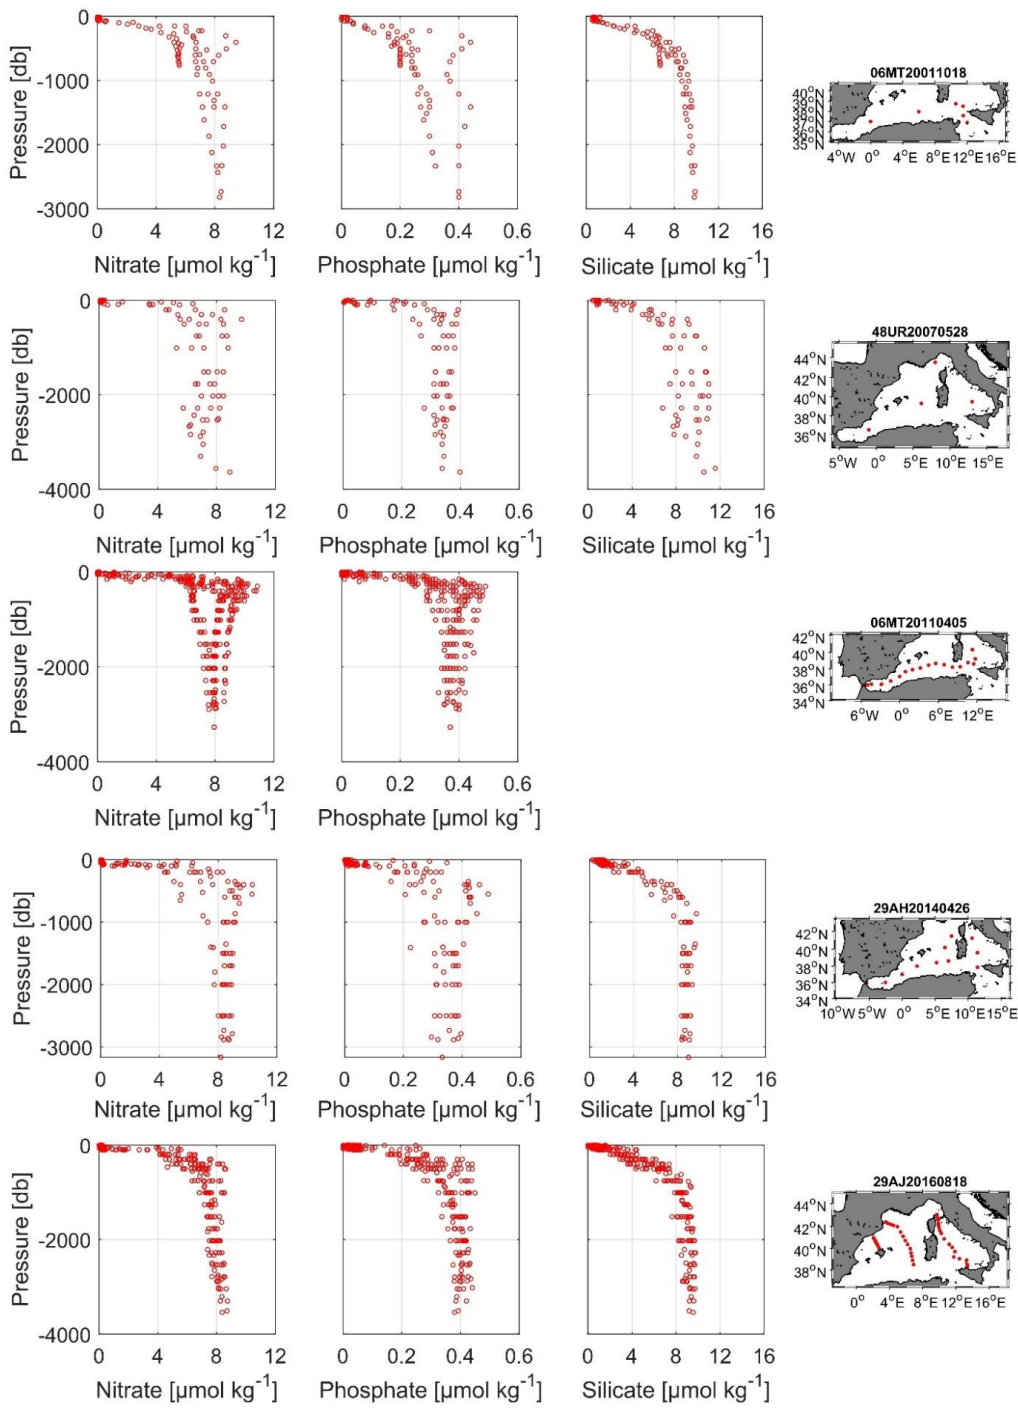 0
-1000
-2000
-3000
Pressure [db]
0 4 8 12
Nitrate [µmol kg⁻¹]
0 0.2 0.4 0.6
Phosphate [µmol kg⁻¹]
0 4 8 12 16
Silicate [µmol kg⁻¹]
06MT20011018
40°N
39°N
38°N
37°N
36°N
35°N
4°W 0° 4°E 8°E 12°E 16°E
0
-2000
-4000
Pressure [db]
0 4 8 12
Nitrate [µmol kg⁻¹]
0 0.2 0.4 0.6
Phosphate [µmol kg⁻¹]
0 4 8 12 16
Silicate [µmol kg⁻¹]
48UR20070528
44°N
42°N
40°N
38°N
36°N
5°W 0° 5°E 10°E 15°E
0
-2000
-4000
Pressure [db]
0 4 8 12
Nitrate [µmol kg⁻¹]
0 0.2 0.4 0.6
Phosphate [µmol kg⁻¹]
06MT20110405
42°N
40°N
38°N
36°N
34°N
6°W 0° 6°E 12°E
0
-1000
-2000
-3000
Pressure [db]
0 4 8 12
Nitrate [µmol kg⁻¹]
0 0.2 0.4 0.6
Phosphate [µmol kg⁻¹]
0 4 8 12 16
Silicate [µmol kg⁻¹]
29AH20140426
42°N
40°N
38°N
36°N
34°N
10°W 5°W 0° 5°E 10°E 15°E
0
-2000
-4000
Pressure [db]
0 4 8 12
Nitrate [µmol kg⁻¹]
0 0.2 0.4 0.6
Phosphate [µmol kg⁻¹]
0 4 8 12 16
Silicate [µmol kg⁻¹]
29AJ20160818
44°N
42°N
40°N
38°N
0° 4°E 8°E 12°E 16°E